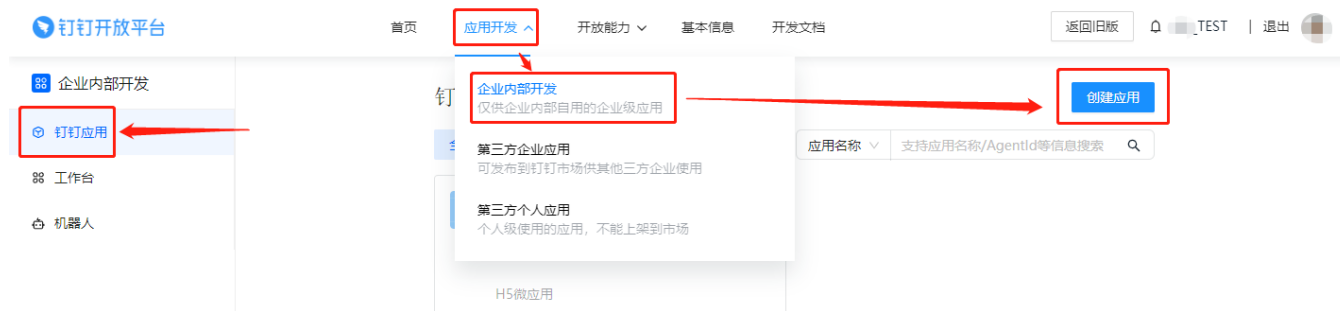 钉钉开放平台
首页
应用开发
开放能力
基本信息
开发文档
返回旧版
_TEST
退出
企业内部开发
钉钉应用
工作台
机器人
钉
企业内部开发
仅供企业内部自用的企业级应用
第三方企业应用
可发布到钉钉市场供其他三方企业使用
第三方个人应用
个人级使用的应用，不能上架到市场
创建应用
应用名称
支持应用名称/AgentId等信息搜索
H5微应用